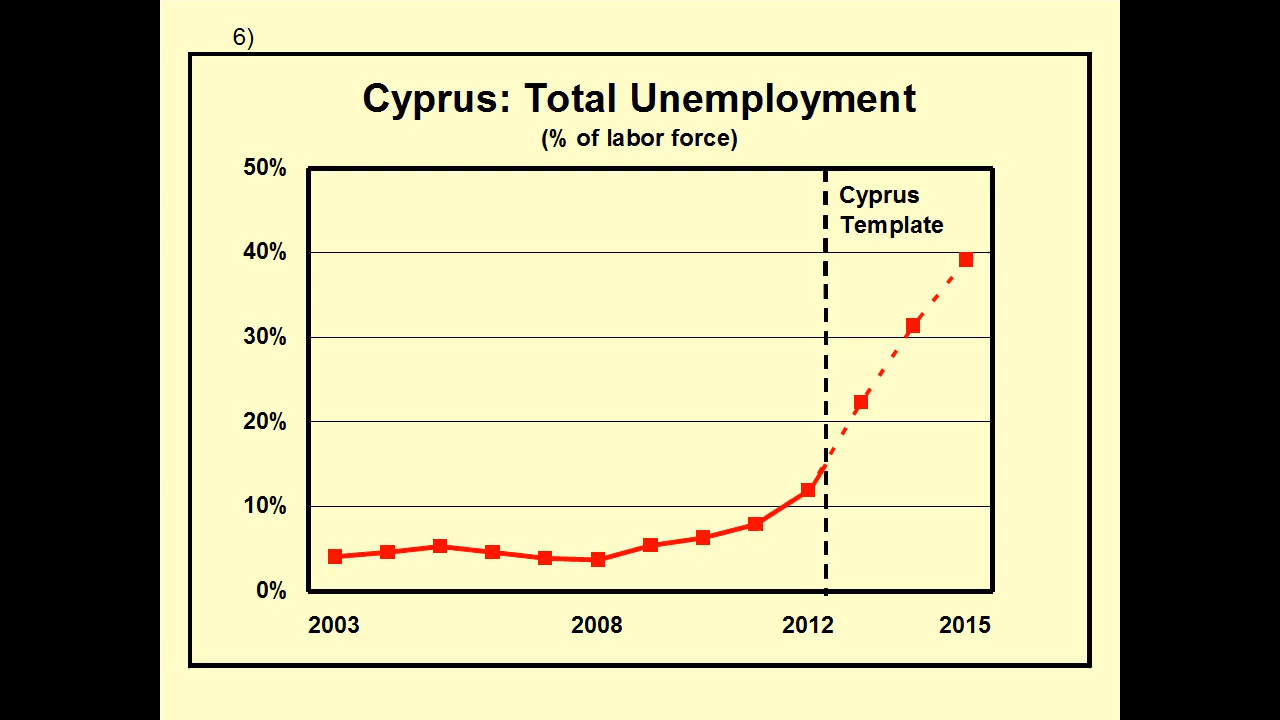 6)
Cyprus: Total Unemployment
(% of labor force)
50%
Cyprus
Template
40%
30%
20%
10%
0%
2003 2008 2012 2015